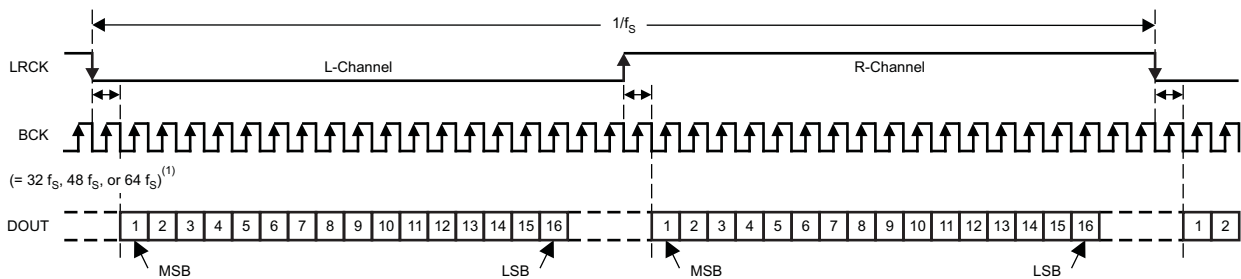 1/fS
LRCK L-Channel R-Channel
BCK
(= 32 fS, 48 fS, or 64 fS)(1)
DOUT 1 2 3 4 5 6 7 8 9 10 11 12 13 14 15 16 1 2 3 4 5 6 7 8 9 10 11 12 13 14 15 16 1 2
MSB LSB MSB LSB